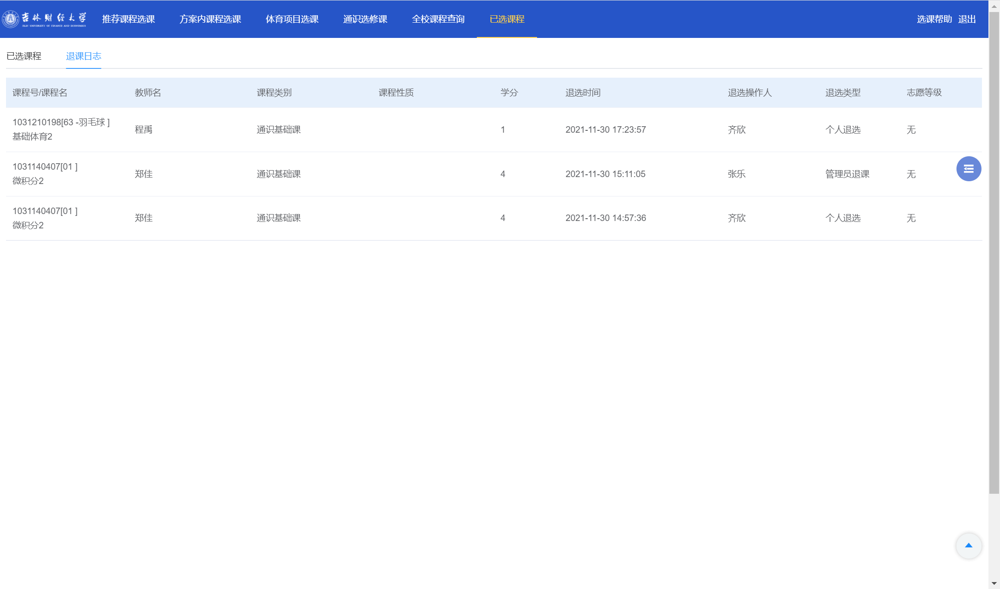 吉林财经大学
JILIN UNIVERSITY OF FINANCE AND ECONOMICS
推荐课程选课 方案内课程选课 体育项目选课 通识选修课 全校课程查询 已选课程 选课帮助 退出
已选课程 退课日志
课程号/课程名 教师名 课程类别 课程性质 学分 退选时间 退选操作人 退选类型 志愿等级
1031210198[63 -羽毛球 ]
基础体育2 程禹 通识基础课 1 2021-11-30 17:23:57 齐欣 个人退选 无
1031140407[01 ]
微积分2 郑佳 通识基础课 4 2021-11-30 15:11:05 张乐 管理员退课 无
1031140407[01 ]
微积分2 郑佳 通识基础课 4 2021-11-30 14:57:36 齐欣 个人退选 无